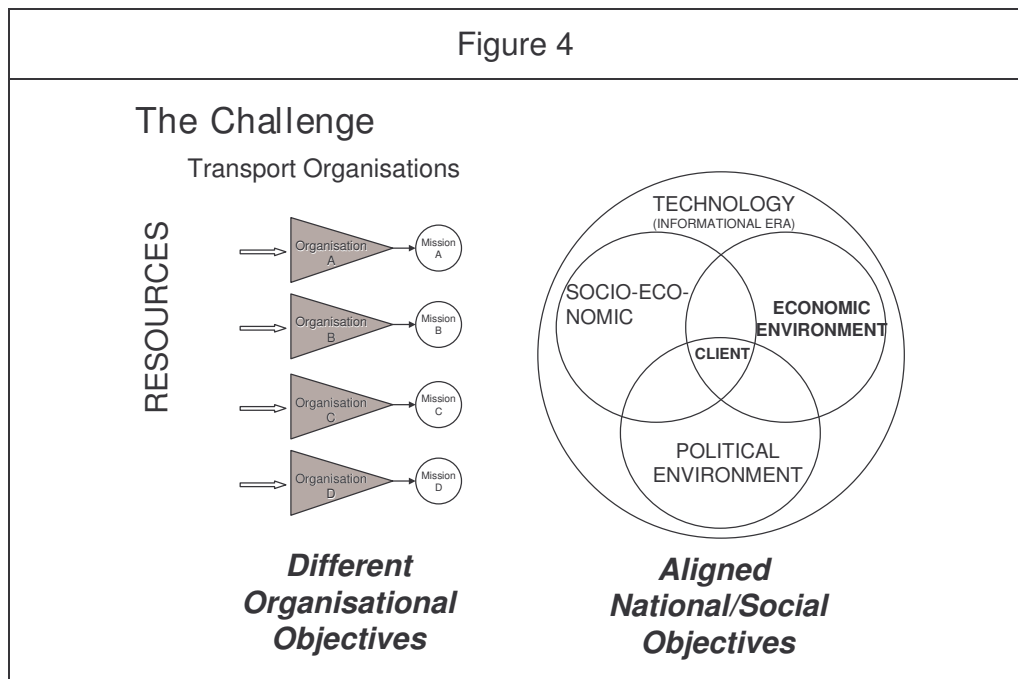 Figure 4
The Challenge
Transport Organisations
RESOURCES
Organisation
A
Mission
A
Organisation
B
Mission
B
Organisation
C
Mission
C
Organisation
D
Mission
D
Different
Organisational
Objectives
TECHNOLOGY
(INFORMATIONAL ERA)
SOCIO-ECO-
NOMIC
ECONOMIC
ENVIRONMENT
CLIENT
POLITICAL
ENVIRONMENT
Aligned
National/Social
Objectives